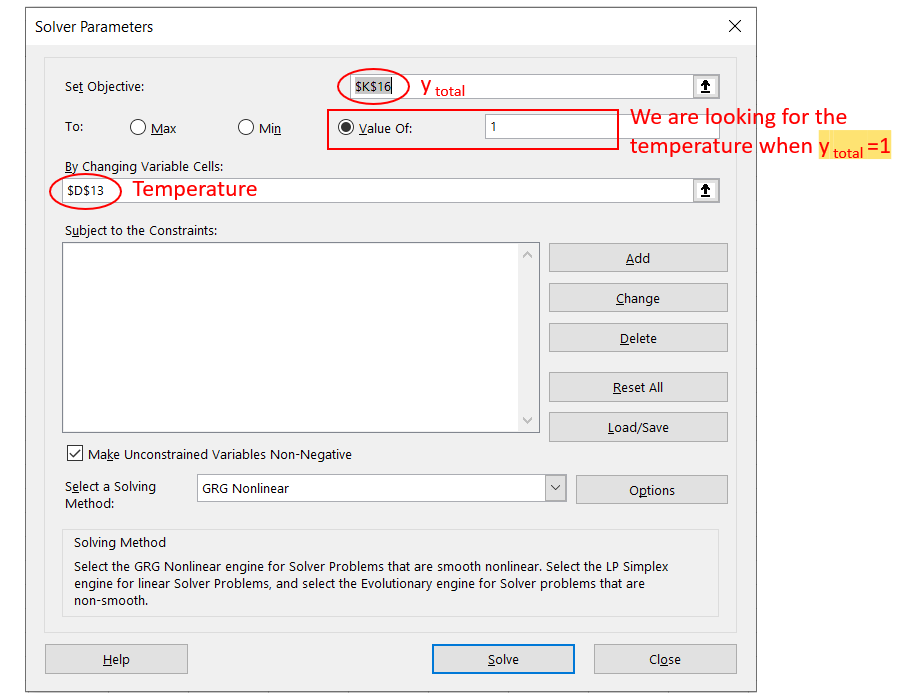 Solver Parameters
Set Objective:
$K$16
y total
To:
Max
Min
Value Of:
1
We are looking for the
temperature when y total =1
By Changing Variable Cells:
$D$13
Temperature
Subject to the Constraints:
Add
Change
Delete
Reset All
Load/Save
Make Unconstrained Variables Non-Negative
Select a Solving
Method:
GRG Nonlinear
Options
Solving Method
Select the GRG Nonlinear engine for Solver Problems that are smooth nonlinear. Select the LP Simplex
engine for linear Solver Problems, and select the Evolutionary engine for Solver problems that are
non-smooth.
Help
Solve
Close